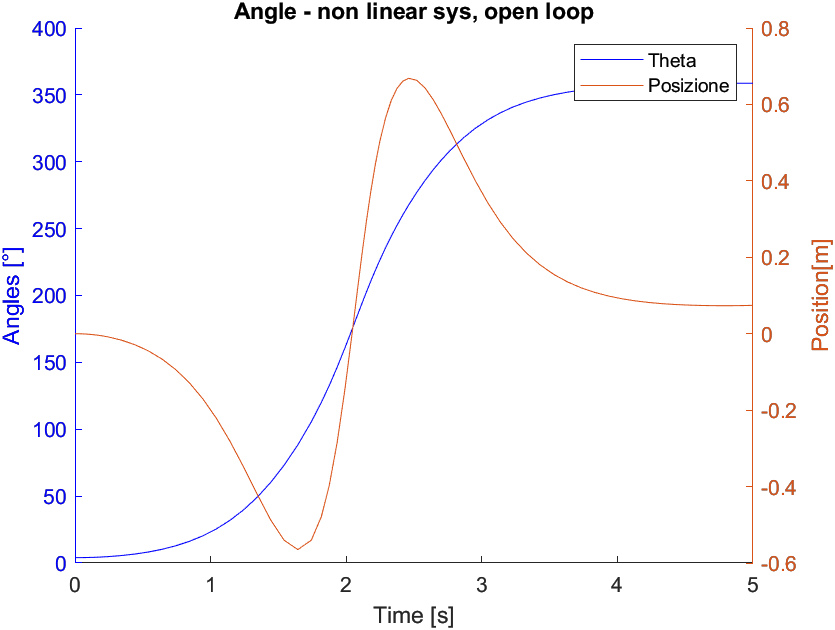 Angle - non linear sys, open loop
Theta
Posizione
400
350
300
250
200
150
100
50
0
Angles [°]
0.8
0.6
0.4
0.2
0
-0.2
-0.4
-0.6
Position[m]
0 1 2 3 4 5
Time [s]